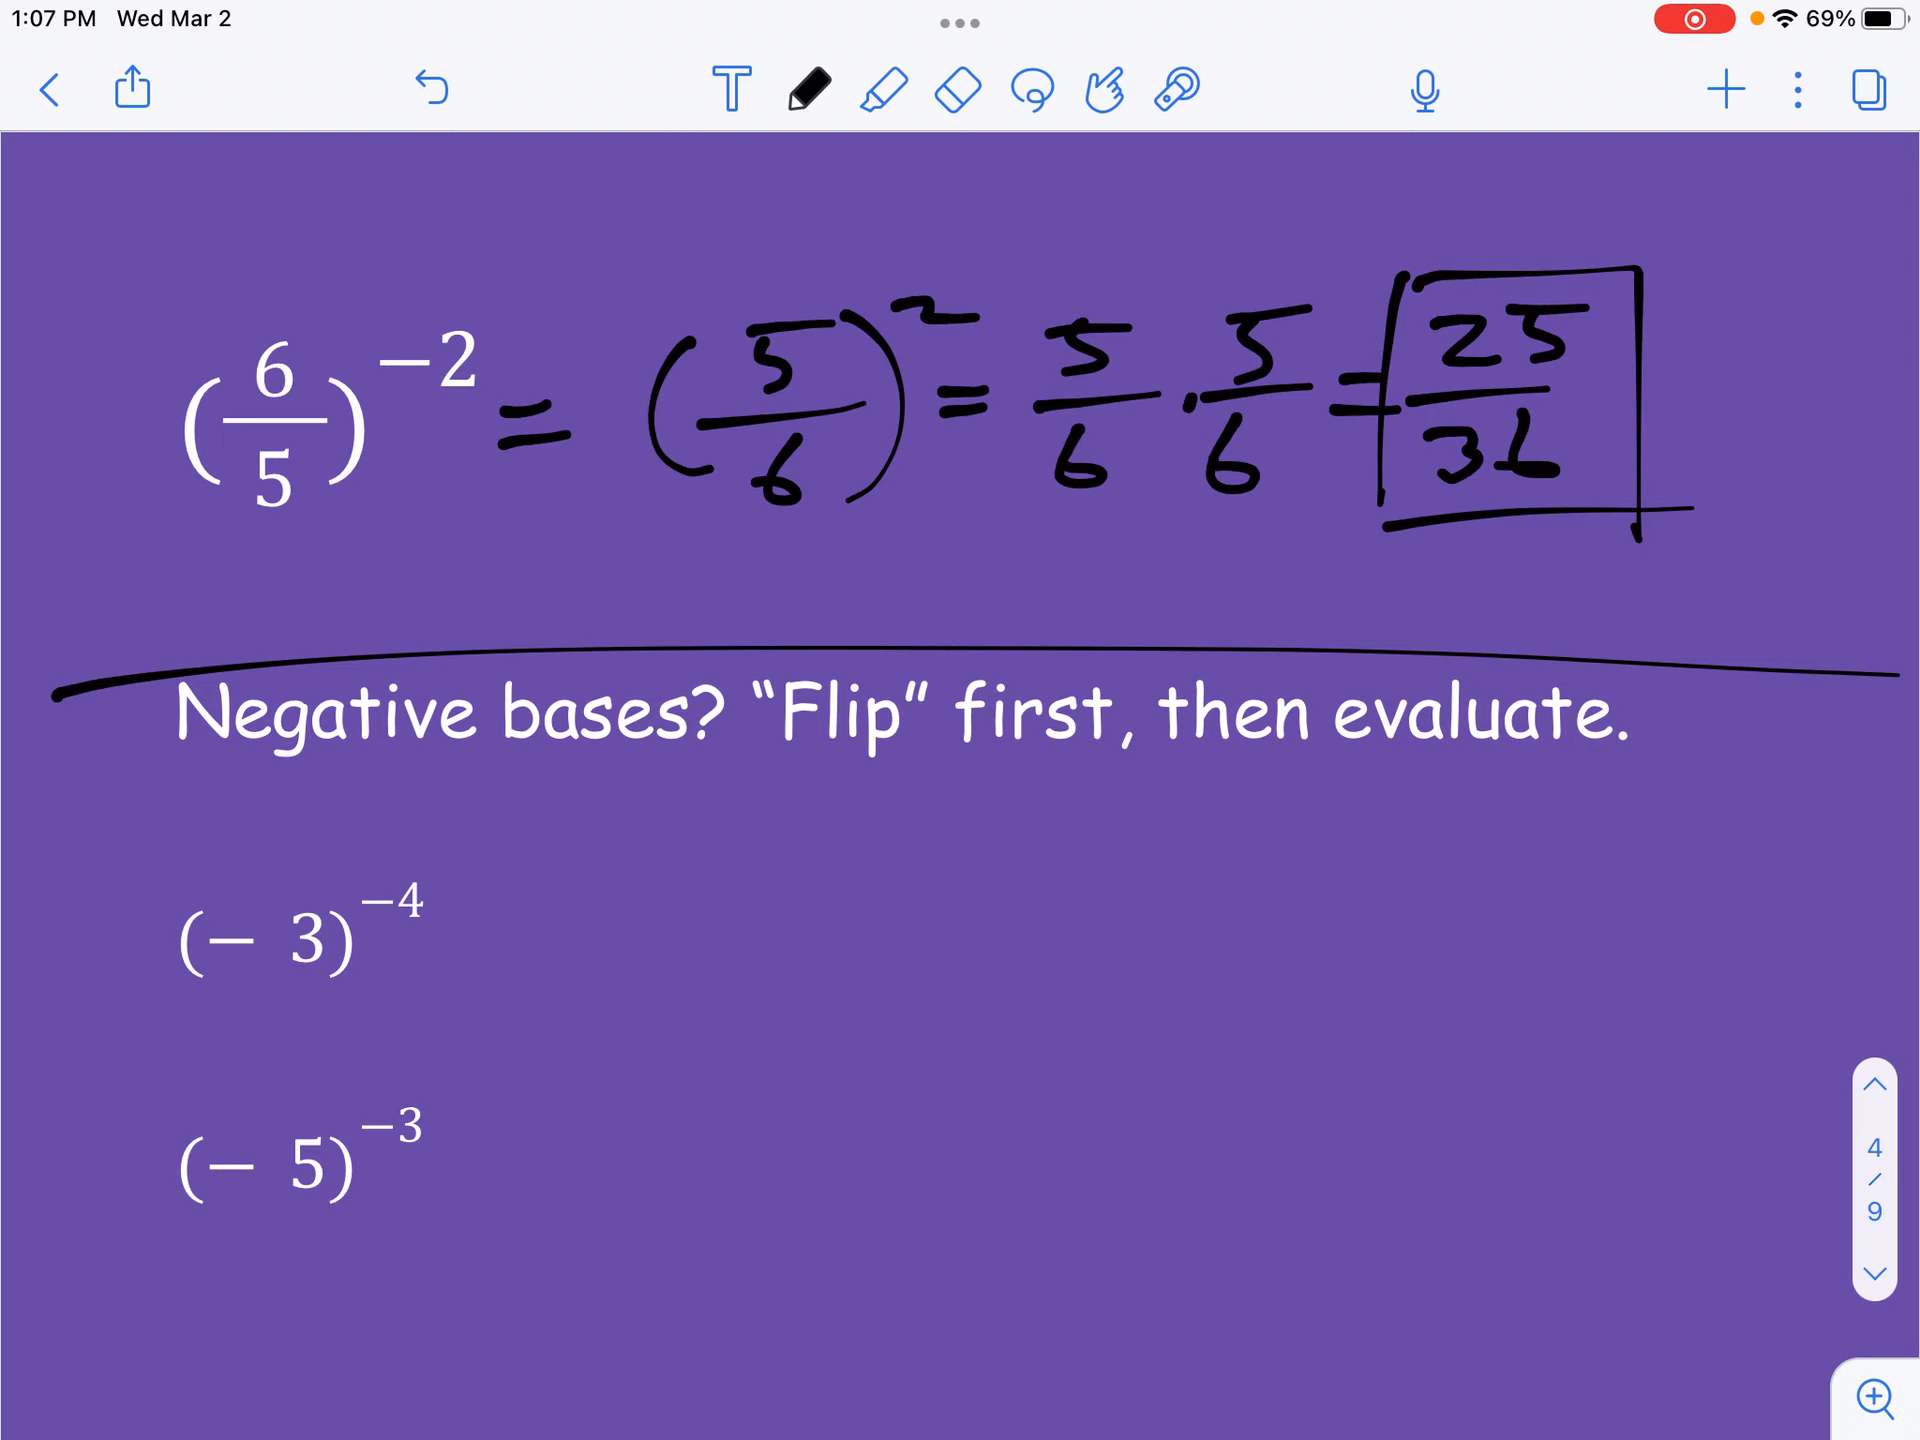 1:07 PM Wed Mar 2
69%
(6/5)^−2 = (5/6)^2 = 5/6 · 5/6 = 25/36
Negative bases? “Flip” first, then evaluate.
(− 3)^−4
(− 5)^−3
4
/
9